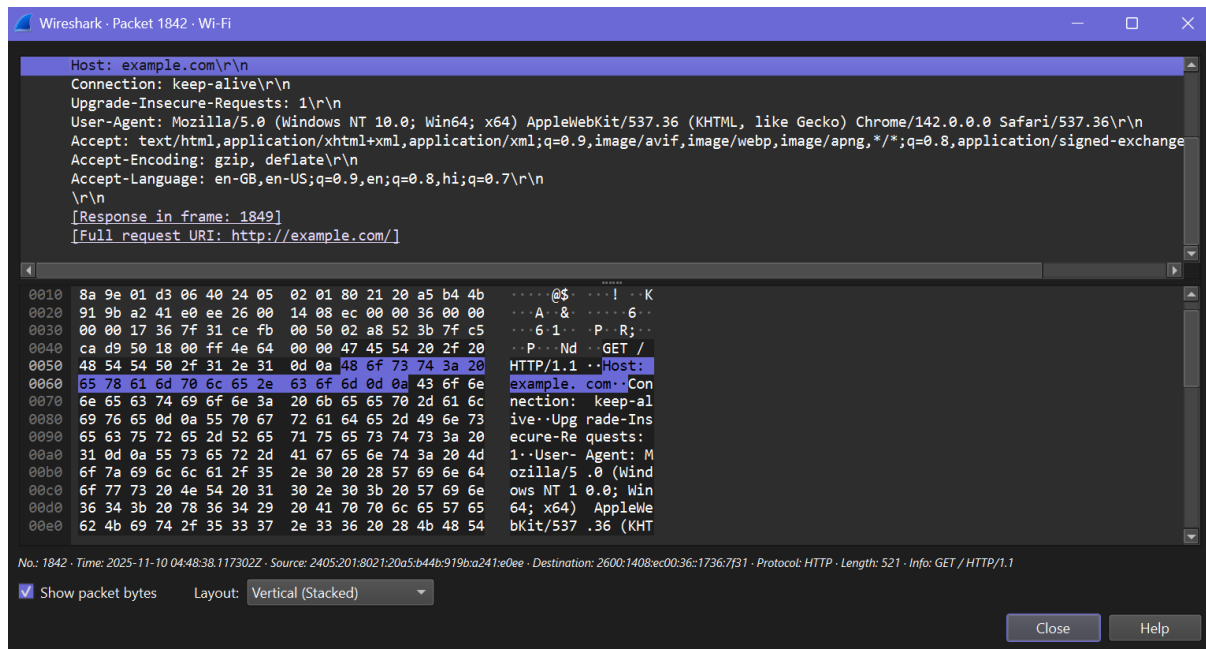 Wireshark · Packet 1842 · Wi-Fi
Host: example.com\r\n
Connection: keep-alive\r\n
Upgrade-Insecure-Requests: 1\r\n
User-Agent: Mozilla/5.0 (Windows NT 10.0; Win64; x64) AppleWebKit/537.36 (KHTML, like Gecko) Chrome/142.0.0.0 Safari/537.36\r\n
Accept: text/html,application/xhtml+xml,application/xml;q=0.9,image/avif,image/webp,image/apng,*/*;q=0.8,application/signed-exchange
Accept-Encoding: gzip, deflate\r\n
Accept-Language: en-GB,en-US;q=0.9,en;q=0.8,hi;q=0.7\r\n
\r\n
[Response in frame: 1849]
[Full request URI: http://example.com/]
0010 8a 9e 01 d3 06 40 24 05 02 01 80 21 20 a5 b4 4b ·····@$· ···! ··K
0020 91 9b a2 41 e0 ee 26 00 14 08 ec 00 00 36 00 00 ···A··&· ·····6··
0030 00 00 17 36 7f 31 ce fb 00 50 02 a8 52 3b 7f c5 ···6·1·· ·P··R;··
0040 ca d9 50 18 00 ff 4e 64 00 00 47 45 54 20 2f 20 ··P···Nd ··GET /
0050 48 54 54 50 2f 31 2e 31 0d 0a 48 6f 73 74 3a 20 HTTP/1.1 ··Host:
0060 65 78 61 6d 70 6c 65 2e 63 6f 6d 0d 0a 43 6f 6e example. com··Con
0070 6e 65 63 74 69 6f 6e 3a 20 6b 65 65 70 2d 61 6c nection: keep-al
0080 69 76 65 0d 0a 55 70 67 72 61 64 65 2d 49 6e 73 ive··Upg rade-Ins
0090 65 63 75 72 65 2d 52 65 71 75 65 73 74 73 3a 20 ecure-Re quests:
00a0 31 0d 0a 55 73 65 72 2d 41 67 65 6e 74 3a 20 4d 1··User- Agent: M
00b0 6f 7a 69 6c 6c 61 2f 35 2e 30 20 28 57 69 6e 64 ozilla/5 .0 (Wind
00c0 6f 77 73 20 4e 54 20 31 30 2e 30 3b 20 57 69 6e ows NT 1 0.0; Win
00d0 36 34 3b 20 78 36 34 29 20 41 70 70 6c 65 57 65 64; x64) AppleWe
00e0 62 4b 69 74 2f 35 33 37 2e 33 36 20 28 4b 48 54 bKit/537 .36 (KHT
No.: 1842 · Time: 2025-11-10 04:48:38.117302Z · Source: 2405:201:8021:20a5:b44b:919b:a241:e0ee · Destination: 2600:1408:ec00:36::1736:7f31 · Protocol: HTTP · Length: 521 · Info: GET / HTTP/1.1
Show packet bytes Layout: Vertical (Stacked)
Close Help